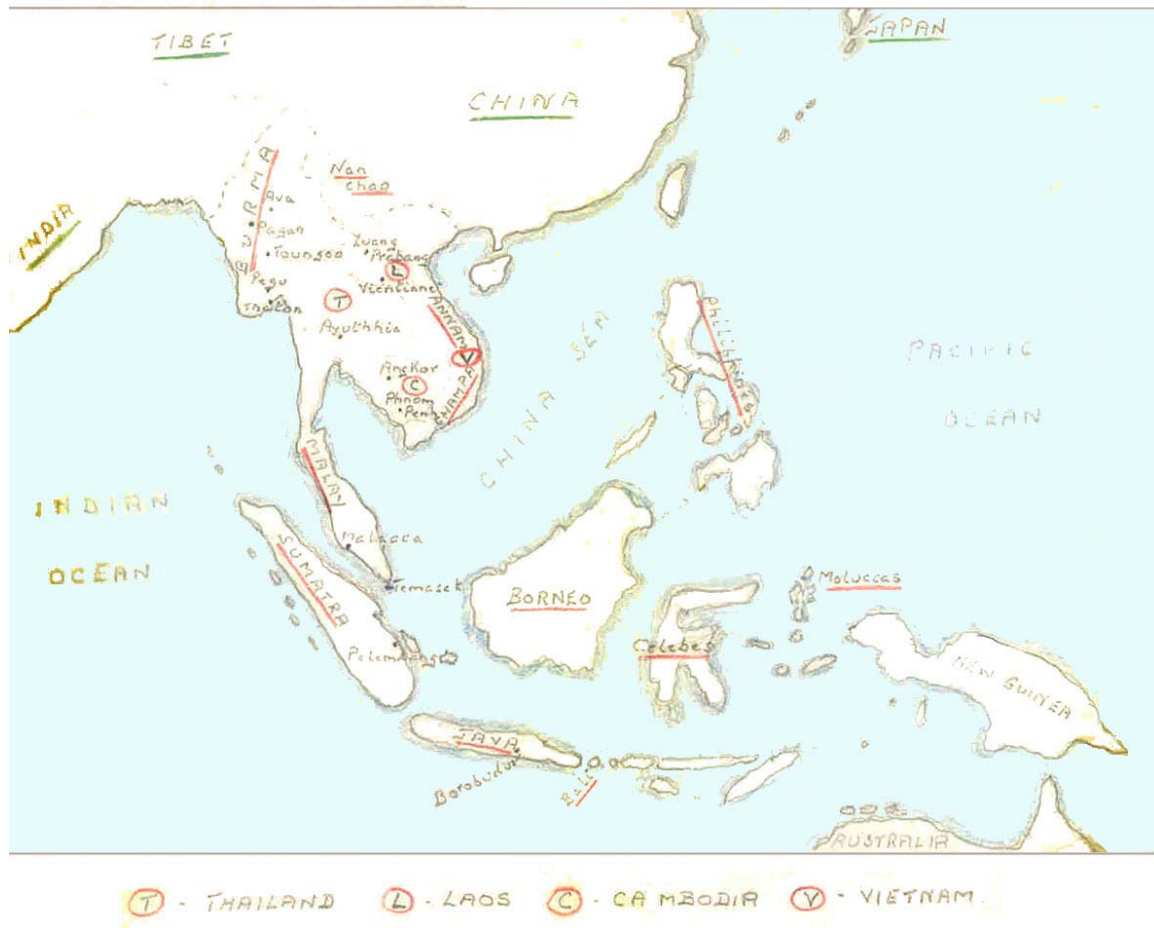 TIBET
JAPAN
CHINA
Nan
Chao
BURMA
Ava
Pagan
INDIA
Toungoo
Luang
Prabang
L
Pegu
Vientiane
Thaton
T
ANNAM
Ayuthhia
V
Angkor
C
CHAMPA
Phnom
Penh
CHINA SEA
Philippines
PACIFIC
OCEAN
MALAY
INDIAN
OCEAN
Malacca
SUMATRA
Temasek
BORNEO
Moluccas
Palembang
Celebes
NEW GUINEA
JAVA
Borobudur
Bali
AUSTRALIA
T - THAILAND L - LAOS C - CAMBODIA V - VIETNAM.